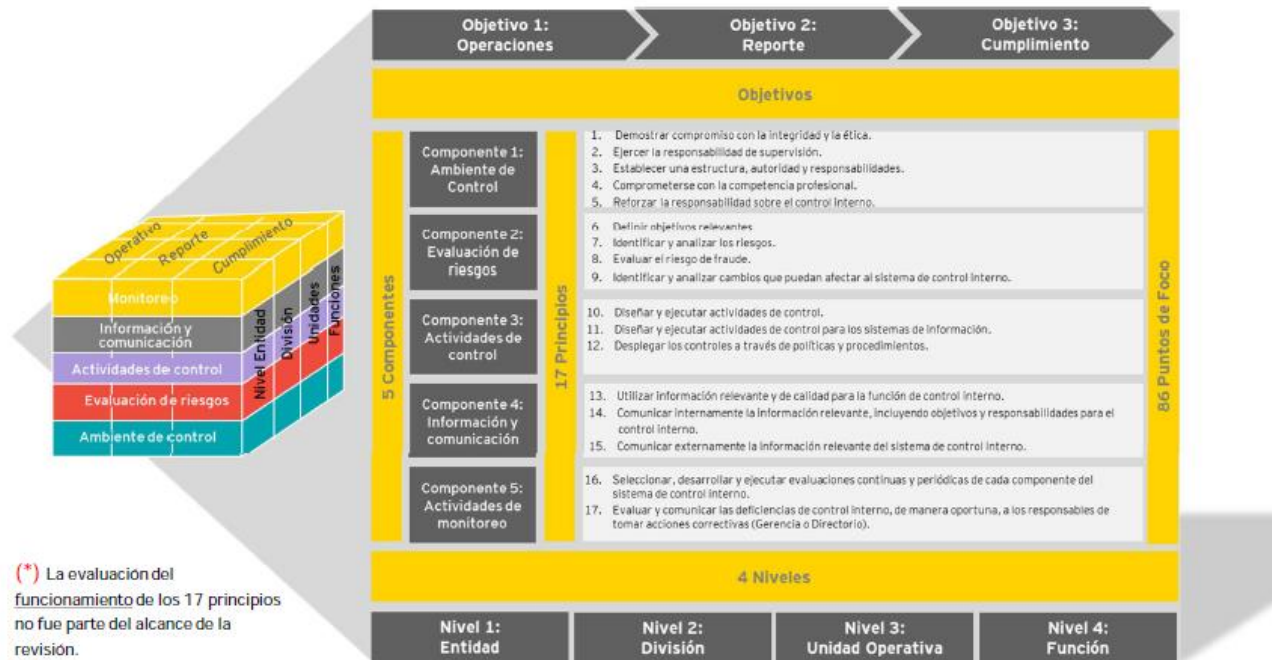 Objetivo 1:
Operaciones
Objetivo 2:
Reporte
Objetivo 3:
Cumplimiento
Objetivos
5 Componentes
17 Principios
86 Puntos de Foco
Componente 1:
Ambiente de
Control
1. Demostrar compromiso con la integridad y la ética.
2. Ejercer la responsabilidad de supervisión.
3. Establecer una estructura, autoridad y responsabilidades.
4. Comprometerse con la competencia profesional.
5. Reforzar la responsabilidad sobre el control interno.
Componente 2:
Evaluación de
riesgos
6. Definir objetivos relevantes
7. Identificar y analizar los riesgos.
8. Evaluar el riesgo de fraude.
9. Identificar y analizar cambios que puedan afectar al sistema de control interno.
Componente 3:
Actividades de
control
10. Diseñar y ejecutar actividades de control.
11. Diseñar y ejecutar actividades de control para los sistemas de información.
12. Desplegar los controles a través de políticas y procedimientos.
Componente 4:
Información y
comunicación
13. Utilizar información relevante y de calidad para la función de control interno.
14. Comunicar internamente la información relevante, incluyendo objetivos y responsabilidades para el
control interno.
15. Comunicar externamente la información relevante del sistema de control interno.
Componente 5:
Actividades de
monitoreo
16. Seleccionar, desarrollar y ejecutar evaluaciones continuas y periódicas de cada componente del
sistema de control interno.
17. Evaluar y comunicar las deficiencias de control interno, de manera oportuna, a los responsables de
tomar acciones correctivas (Gerencia o Directorio).
4 Niveles
Nivel 1:
Entidad
Nivel 2:
División
Nivel 3:
Unidad Operativa
Nivel 4:
Función
Operativo
Reporte
Cumplimiento
Monitoreo
Información y
comunicación
Actividades de control
Evaluación de riesgos
Ambiente de control
Nivel Entidad
División
Unidades
Funciones
(*) La evaluación del
funcionamiento de los 17 principios
no fue parte del alcance de la
revisión.